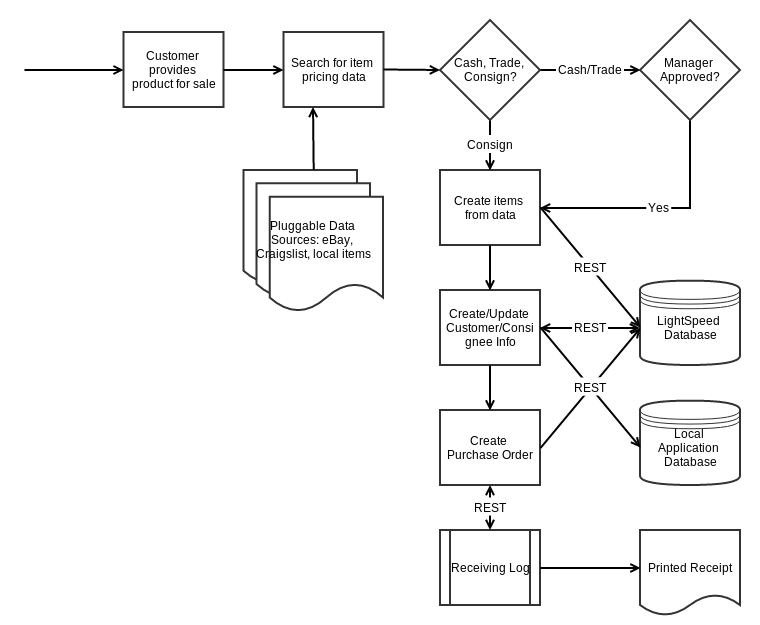 Customer
provides
product for sale
Search for item
pricing data
Cash, Trade,
Consign?
Cash/Trade
Manager
Approved?
Consign
Pluggable Data
Sources: eBay,
Craigslist, local items
Create items
from data
Yes
REST
Create/Update
Customer/Consi
gnee Info
REST
LightSpeed
Database
REST
Create
Purchase Order
Local
Application
Database
REST
Receiving Log
Printed Receipt